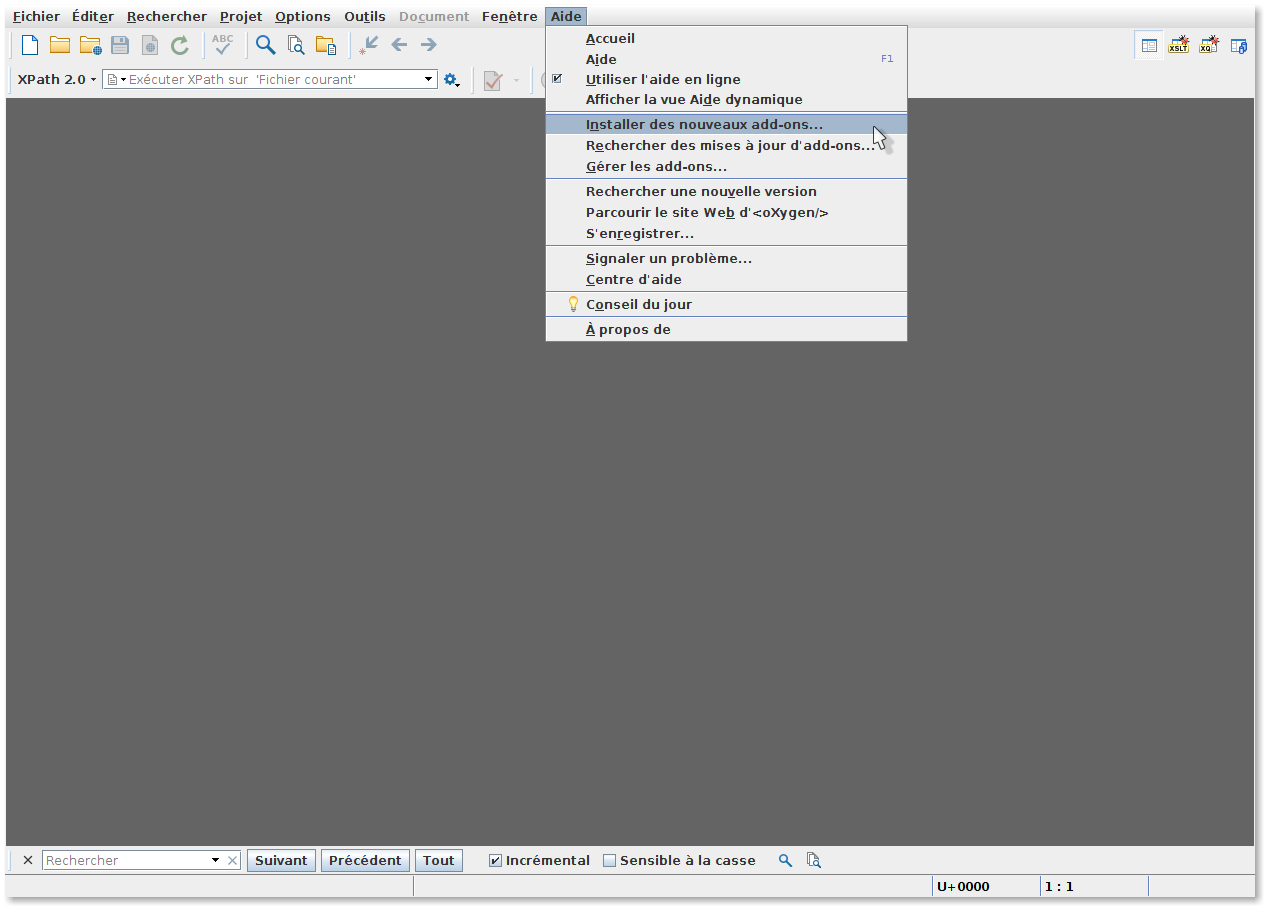 Fichier Éditer Rechercher Projet Options Outils Document Fenêtre Aide
ABC
XSLT XQ
XPath 2.0 Exécuter XPath sur 'Fichier courant'
Accueil
Aide F1
Utiliser l'aide en ligne
Afficher la vue Aide dynamique
Installer des nouveaux add-ons...
Rechercher des mises à jour d'add-ons...
Gérer les add-ons...
Rechercher une nouvelle version
Parcourir le site Web d'<oXygen/>
S'enregistrer...
Signaler un problème...
Centre d'aide
Conseil du jour
À propos de
Rechercher Suivant Précédent Tout Incrémental Sensible à la casse
U+0000 1 : 1